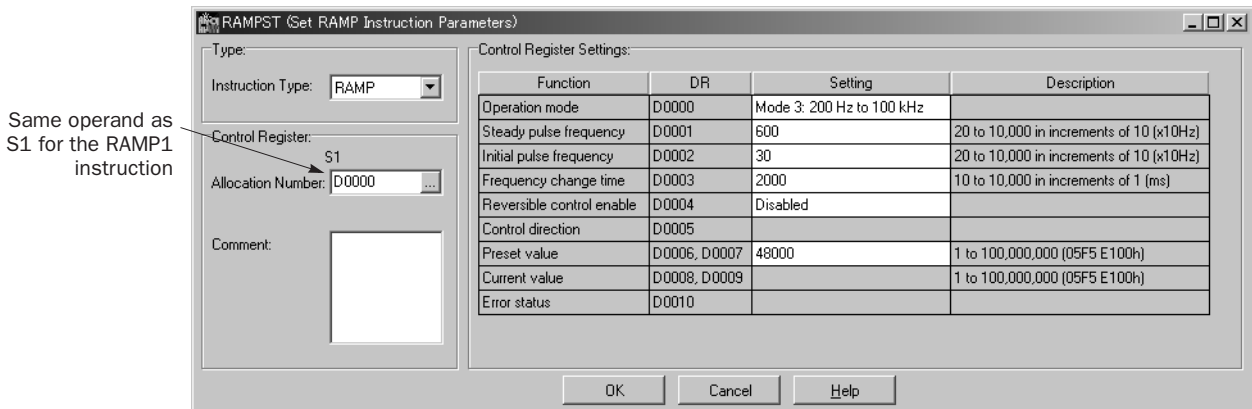 RAMPST (Set RAMP Instruction Parameters)
Same operand as
S1 for the RAMP1
instruction
Type:
Instruction Type: RAMP
Control Register:
S1
Allocation Number: D0000 ...
Comment:
Control Register Settings:
Function DR Setting Description
Operation mode D0000 Mode 3: 200 Hz to 100 kHz
Steady pulse frequency D0001 600 20 to 10,000 in increments of 10 (x10Hz)
Initial pulse frequency D0002 30 20 to 10,000 in increments of 10 (x10Hz)
Frequency change time D0003 2000 10 to 10,000 in increments of 1 (ms)
Reversible control enable D0004 Disabled
Control direction D0005
Preset value D0006, D0007 48000 1 to 100,000,000 (05F5 E100h)
Current value D0008, D0009 1 to 100,000,000 (05F5 E100h)
Error status D0010
OK Cancel Help